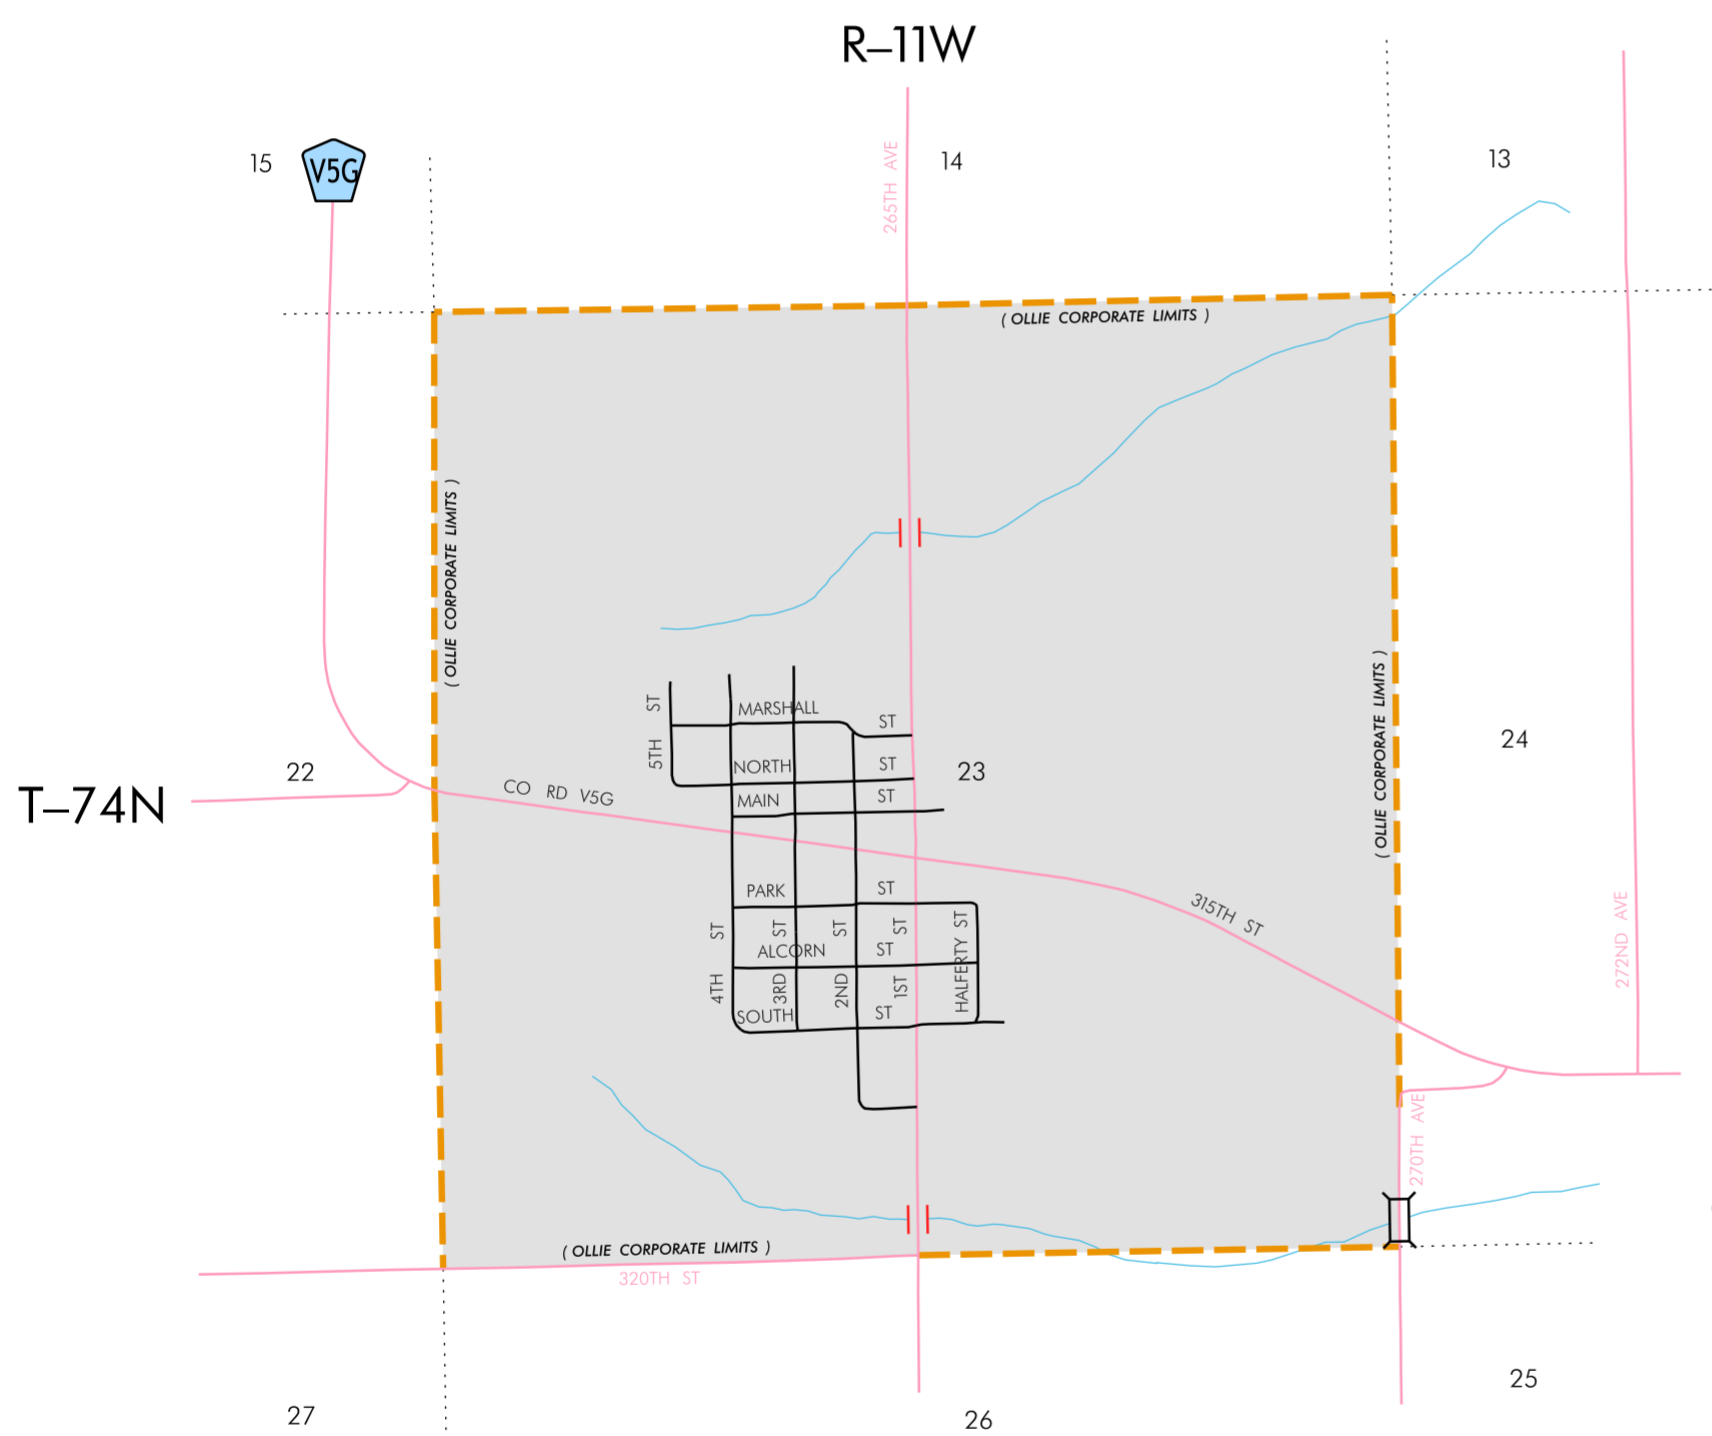 R–11W
15
V5G
265TH AVE
14
13
( OLLIE CORPORATE LIMITS )
( OLLIE CORPORATE LIMITS )
( OLLIE CORPORATE LIMITS )
5TH ST
MARSHALL ST
NORTH ST
MAIN ST
22
23
24
T–74N
CO RD V5G
PARK ST
315TH ST
272ND AVE
4TH ST
3RD ST
2ND ST
1ST ST
HALFERTY ST
ALCORN ST
SOUTH ST
270TH AVE
( OLLIE CORPORATE LIMITS )
320TH ST
27
26
25